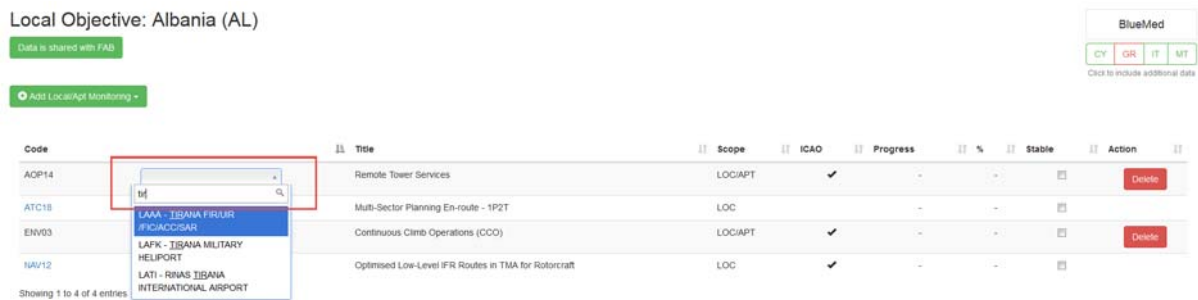 Local Objective: Albania (AL)
BlueMed
Data is shared with FAB
CY GR IT MT
Click to include additional data
Add Local/Apt Monitoring
Code Title Scope ICAO Progress % Stable Action
AOP14 Remote Tower Services LOC/APT - - Delete
tir
LAAA - TIRANA FIR/UIR
/FIC/ACC/SAR
ATC18 Multi-Sector Planning En-route - 1P2T LOC
LAFK - TIRANA MILITARY
HELIPORT
ENV03 Continuous Climb Operations (CCO) LOC/APT - - Delete
LATI - RINAS TIRANA
INTERNATIONAL AIRPORT
NAV12 Optimised Low-Level IFR Routes in TMA for Rotorcraft LOC - -
Showing 1 to 4 of 4 entries